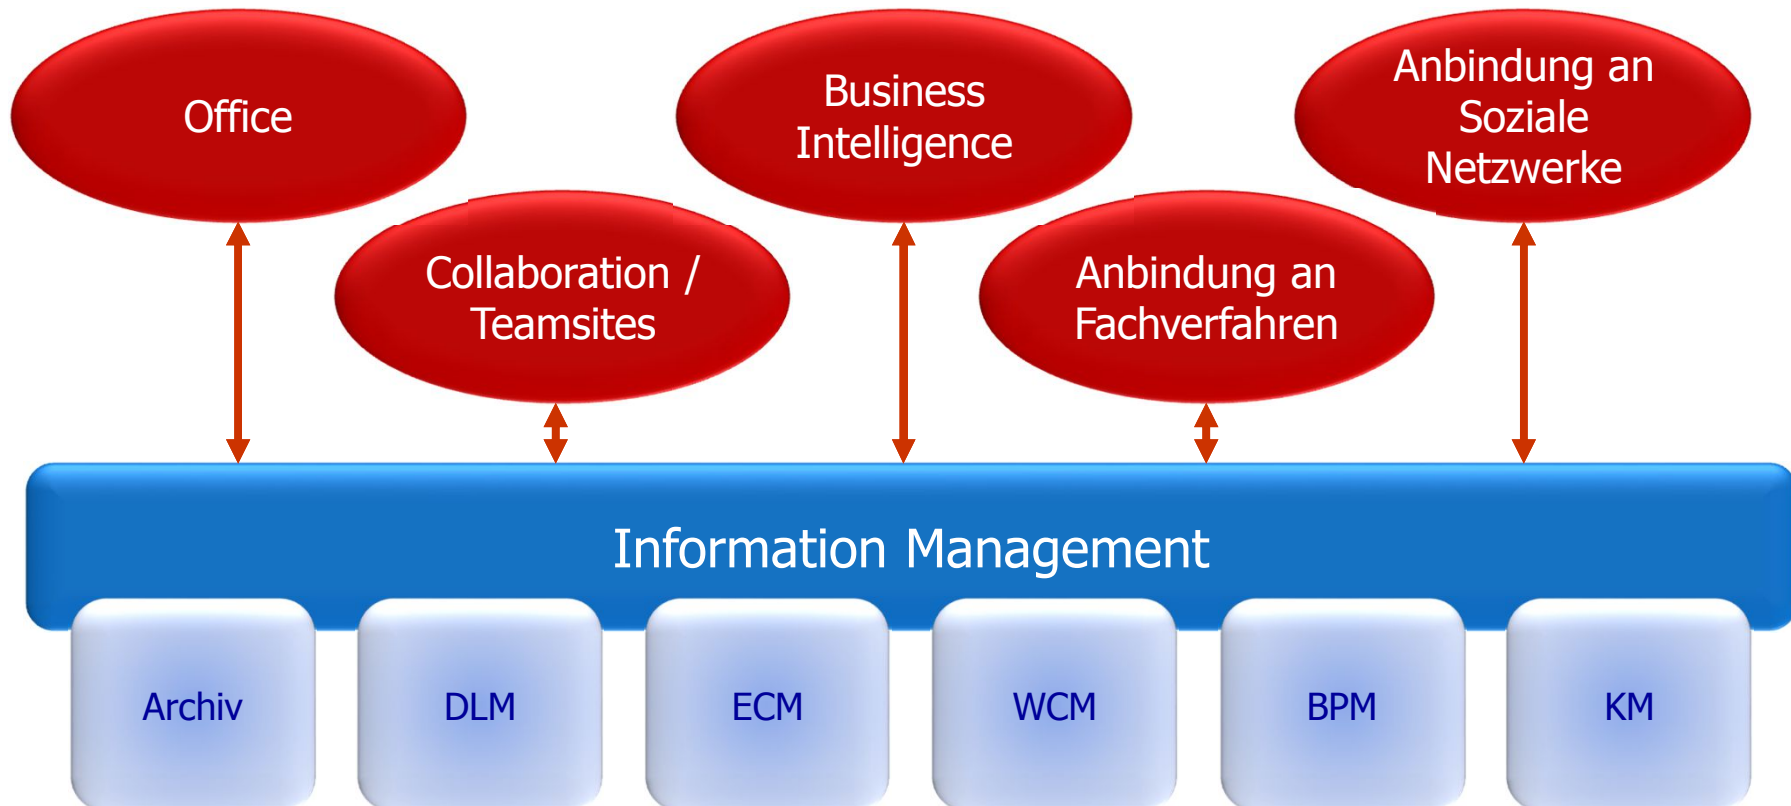 Office
Business
Intelligence
Anbindung an
Soziale
Netzwerke
Collaboration /
Teamsites
Anbindung an
Fachverfahren
Information Management
Archiv
DLM
ECM
WCM
BPM
KM